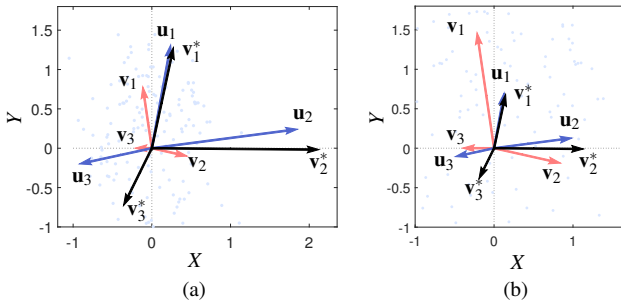 1.5
1
0.5
0
-0.5
-1
-1
0
1
2
Y
X
u₁
v₁*
v₁
u₂
v₃
v₂
v₂*
u₃
v₃*
(a)
1.5
1
0.5
0
-0.5
-1
-1
0
1
Y
X
v₁
u₁
v₁*
u₂
v₃
u₃
v₂
v₂*
v₃*
(b)